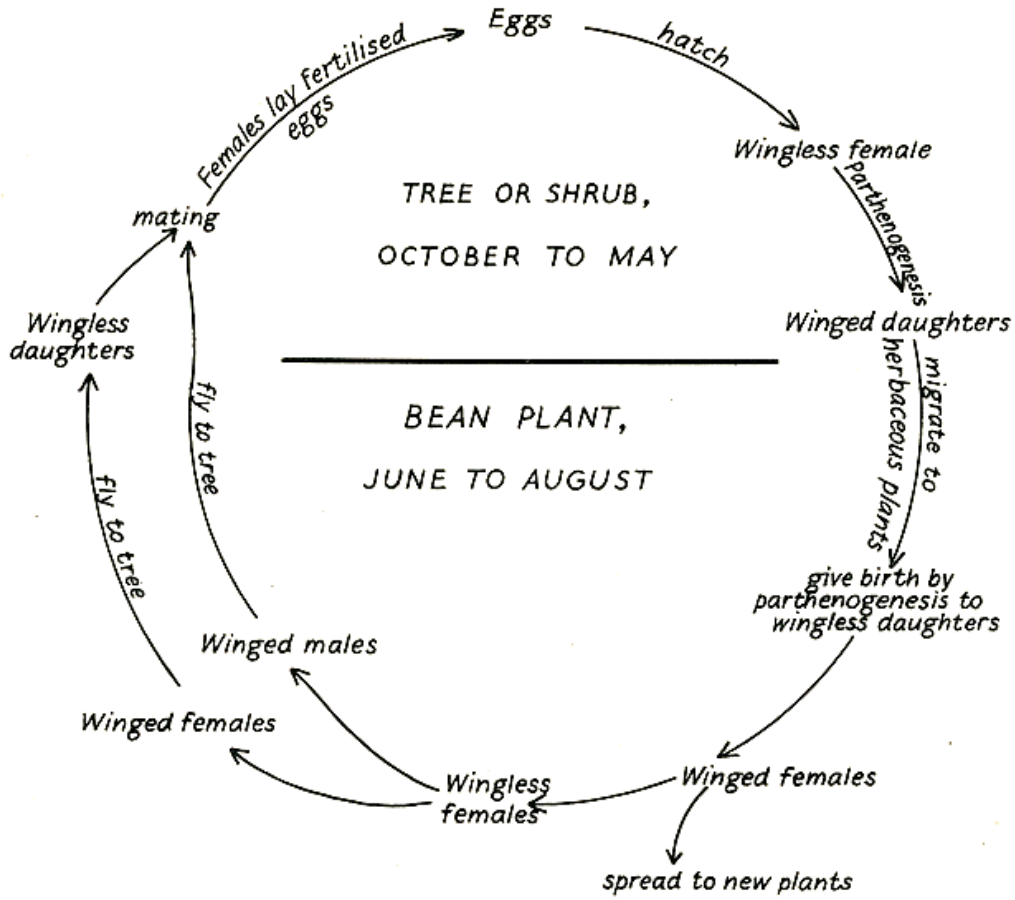 Eggs
hatch
Wingless female
Parthenogenesis
Winged daughters
migrate to
herbaceous plants
give birth by
parthenogenesis to
wingless daughters
Winged females
spread to new plants
Wingless
females
Winged males
Winged females
fly to tree
fly to tree
Wingless
daughters
mating
Females lay fertilised
eggs
TREE OR SHRUB,
OCTOBER TO MAY
BEAN PLANT,
JUNE TO AUGUST